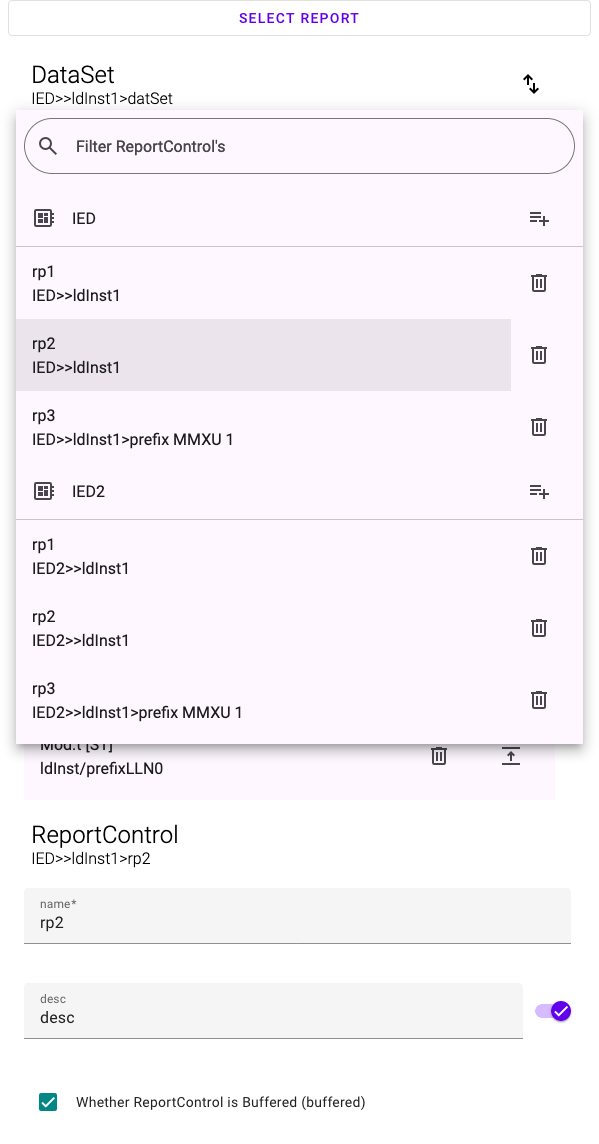 SELECT REPORT
DataSet
IED>>ldInst1>datSet
Filter ReportControl's
IED
rp1
IED>>ldInst1
rp2
IED>>ldInst1
rp3
IED>>ldInst1>prefix MMXU 1
IED2
rp1
IED2>>ldInst1
rp2
IED2>>ldInst1
rp3
IED2>>ldInst1>prefix MMXU 1
Mod.t [ST]
ldInst/prefixLLN0
ReportControl
IED>>ldInst1>rp2
name*
rp2
desc
desc
Whether ReportControl is Buffered (buffered)